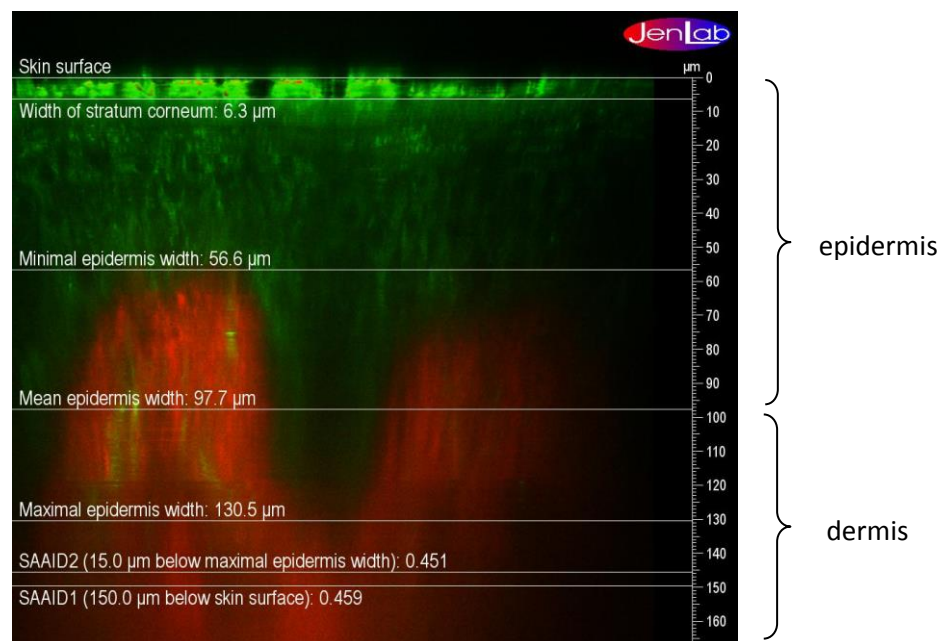 JenLab
Skin surface
µm
0
Width of stratum corneum: 6.3 µm
10
20
30
40
50
epidermis
Minimal epidermis width: 56.6 µm
60
70
80
90
Mean epidermis width: 97.7 µm
100
110
120
Maximal epidermis width: 130.5 µm
130
dermis
140
SAAID2 (15.0 µm below maximal epidermis width): 0.451
150
SAAID1 (150.0 µm below skin surface): 0.459
160